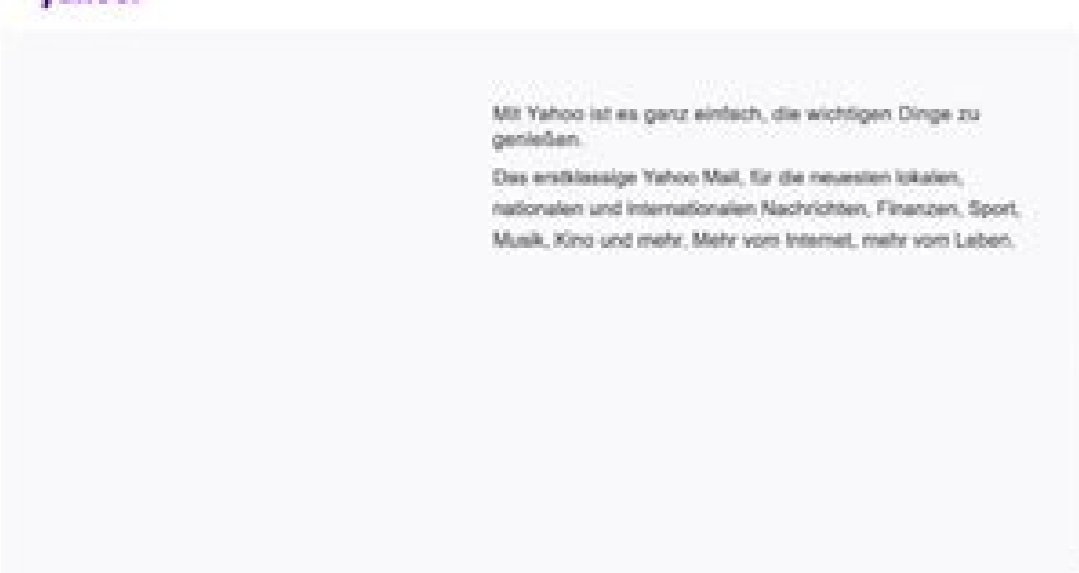 Mit Yahoo ist es ganz einfach, die wichtigen Dinge zu
genießen.
Das erstklassige Yahoo Mail, für die neuesten lokalen,
nationalen und internationalen Nachrichten, Finanzen, Sport,
Musik, Kino und mehr. Mehr vom Internet, mehr vom Leben.